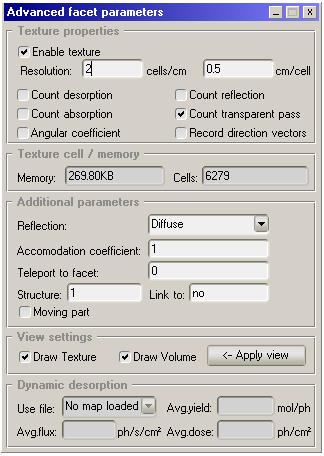 Advanced facet parameters
Texture properties
Enable texture
Resolution: 2 cells/cm 0.5 cm/cell
Count desorption Count reflection
Count absorption Count transparent pass
Angular coefficient Record direction vectors
Texture cell / memory
Memory: 269.80KB Cells: 6279
Additional parameters
Reflection: Diffuse
Accomodation coefficient: 1
Teleport to facet: 0
Structure: 1 Link to: no
Moving part
View settings
Draw Texture Draw Volume <- Apply view
Dynamic desorption
Use file: No map loaded Avg.yield: mol/ph
Avg.flux: ph/s/cm² Avg.dose: ph/cm²